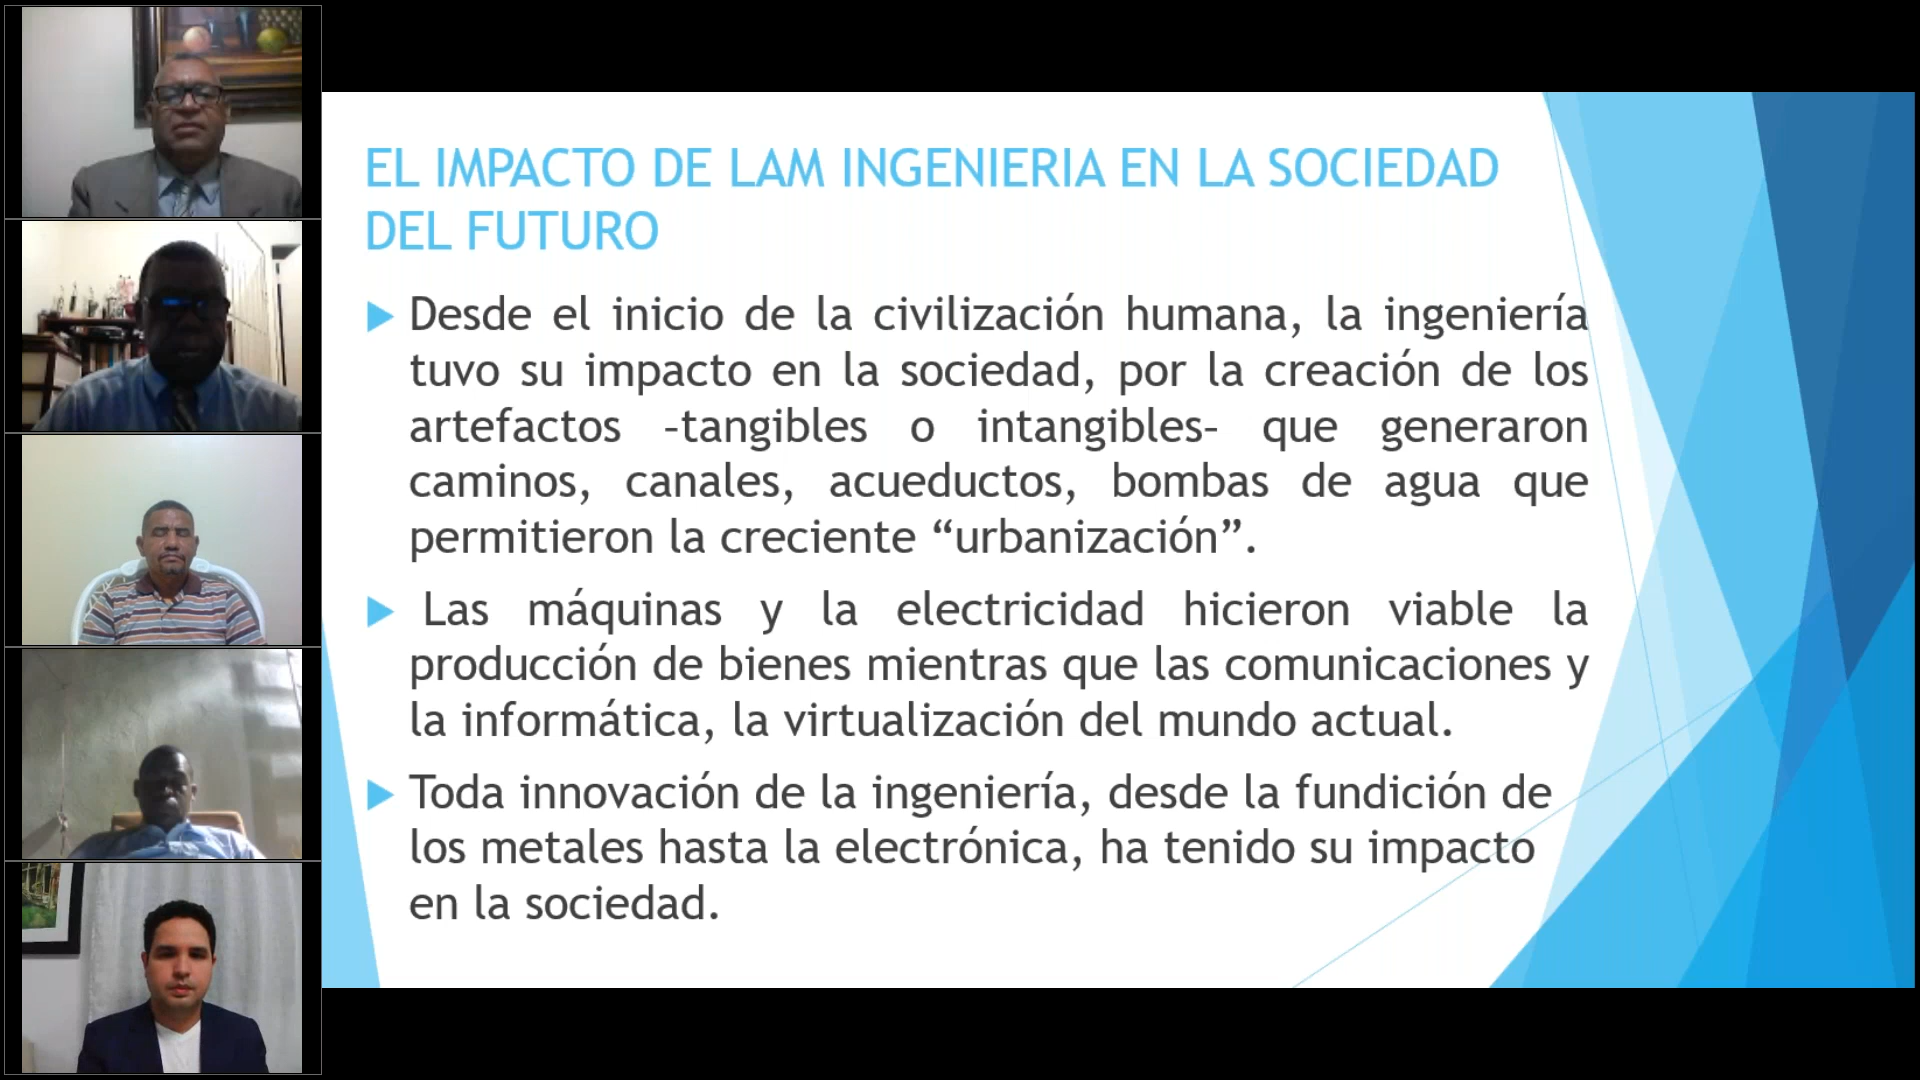 EL IMPACTO DE LAM INGENIERIA EN LA SOCIEDAD
DEL FUTURO
Desde el inicio de la civilización humana, la ingeniería
tuvo su impacto en la sociedad, por la creación de los
artefactos –tangibles o intangibles– que generaron
caminos, canales, acueductos, bombas de agua que
permitieron la creciente “urbanización”.
Las máquinas y la electricidad hicieron viable la
producción de bienes mientras que las comunicaciones y
la informática, la virtualización del mundo actual.
Toda innovación de la ingeniería, desde la fundición de
los metales hasta la electrónica, ha tenido su impacto
en la sociedad.